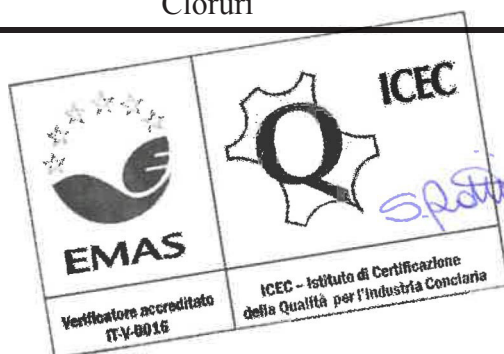 Cloruri
EMAS
Verificatore accreditato
IT-V-0016
Q
ICEC
ICEC – Istituto di Certificazione
della Qualità per l'Industria Conciaria